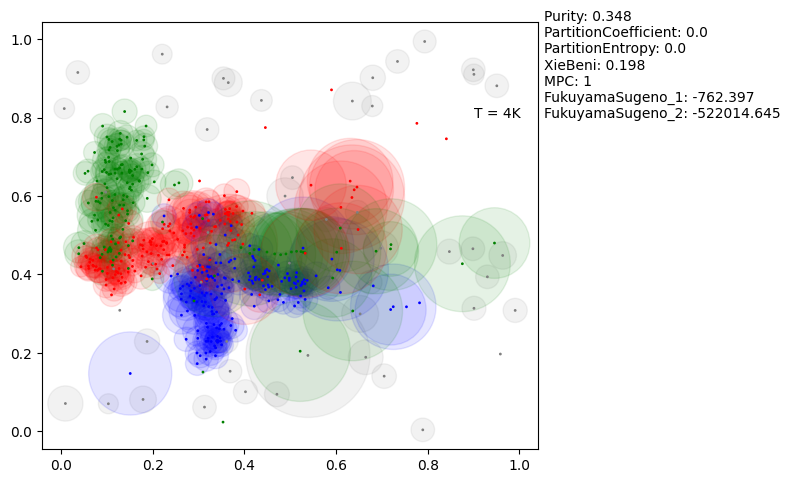 Purity: 0.348
PartitionCoefficient: 0.0
PartitionEntropy: 0.0
XieBeni: 0.198
MPC: 1
FukuyamaSugeno_1: -762.397
FukuyamaSugeno_2: -522014.645
T = 4K
1.0
0.8
0.6
0.4
0.2
0.0
0.0 0.2 0.4 0.6 0.8 1.0